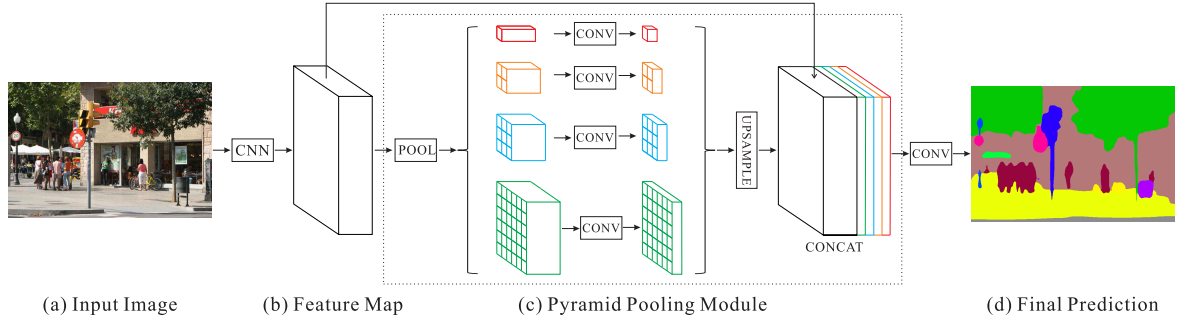 CNN
POOL
CONV
CONV
CONV
CONV
UPSAMPLE
CONCAT
CONV
(a) Input Image
(b) Feature Map
(c) Pyramid Pooling Module
(d) Final Prediction